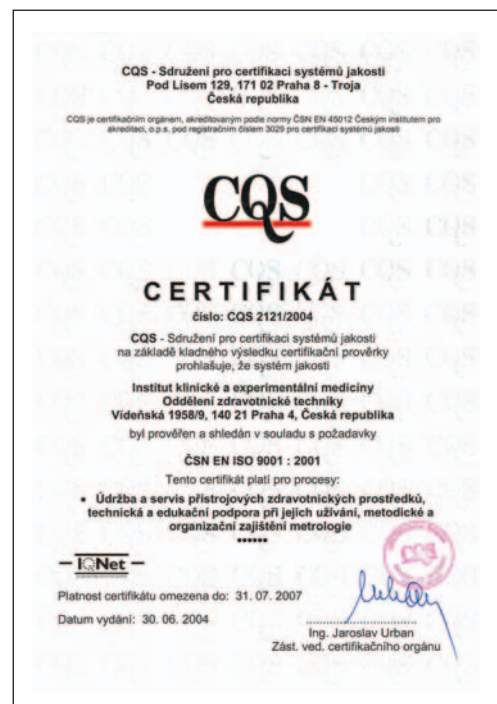 CQS - Sdružení pro certifikaci systémů jakosti
Pod Lisem 129, 171 02 Praha 8 - Troja
Česká republika
CQS je certifikačním orgánem, akreditovaným podle normy ČSN EN 45012 Českým institutem pro
akreditaci, o.p.s. pod registračním číslem 3029 pro certifikaci systémů jakosti
CQS
CERTIFIKÁT
číslo: CQS 2121/2004
CQS - Sdružení pro certifikaci systémů jakosti
na základě kladného výsledku certifikační prověrky
prohlašuje, že systém jakosti
Institut klinické a experimentální medicíny
Oddělení zdravotnické techniky
Vídeňská 1958/9, 140 21 Praha 4, Česká republika
byl prověřen a shledán v souladu s požadavky
ČSN EN ISO 9001 : 2001
Tento certifikát platí pro procesy:
• Údržba a servis přístrojových zdravotnických prostředků,
technická a edukační podpora při jejich užívání, metodické a
organizační zajištění metrologie
••••••
IQNet
Platnost certifikátu omezena do: 31. 07. 2007
Datum vydání: 30. 06. 2004
CQS
Ing. Jaroslav Urban
Zást. ved. certifikačního orgánu